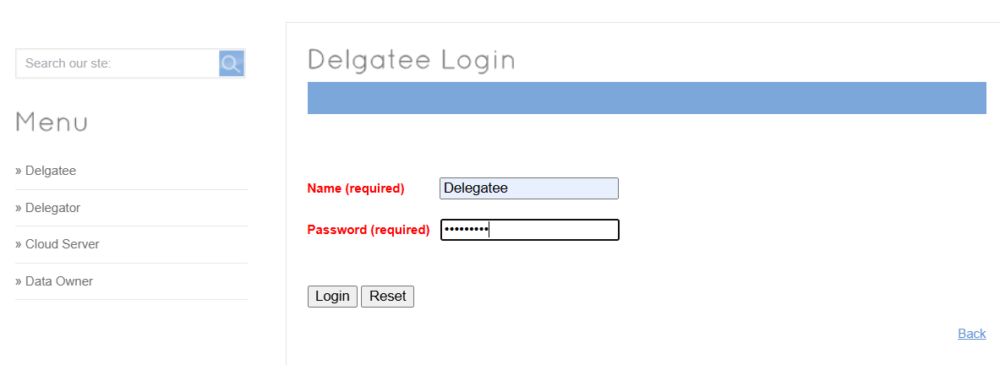 Search our ste:
Menu
» Delgatee
» Delegator
» Cloud Server
» Data Owner
Delgatee Login
Name (required) Delegatee
Password (required) •••••••••
Login Reset
Back